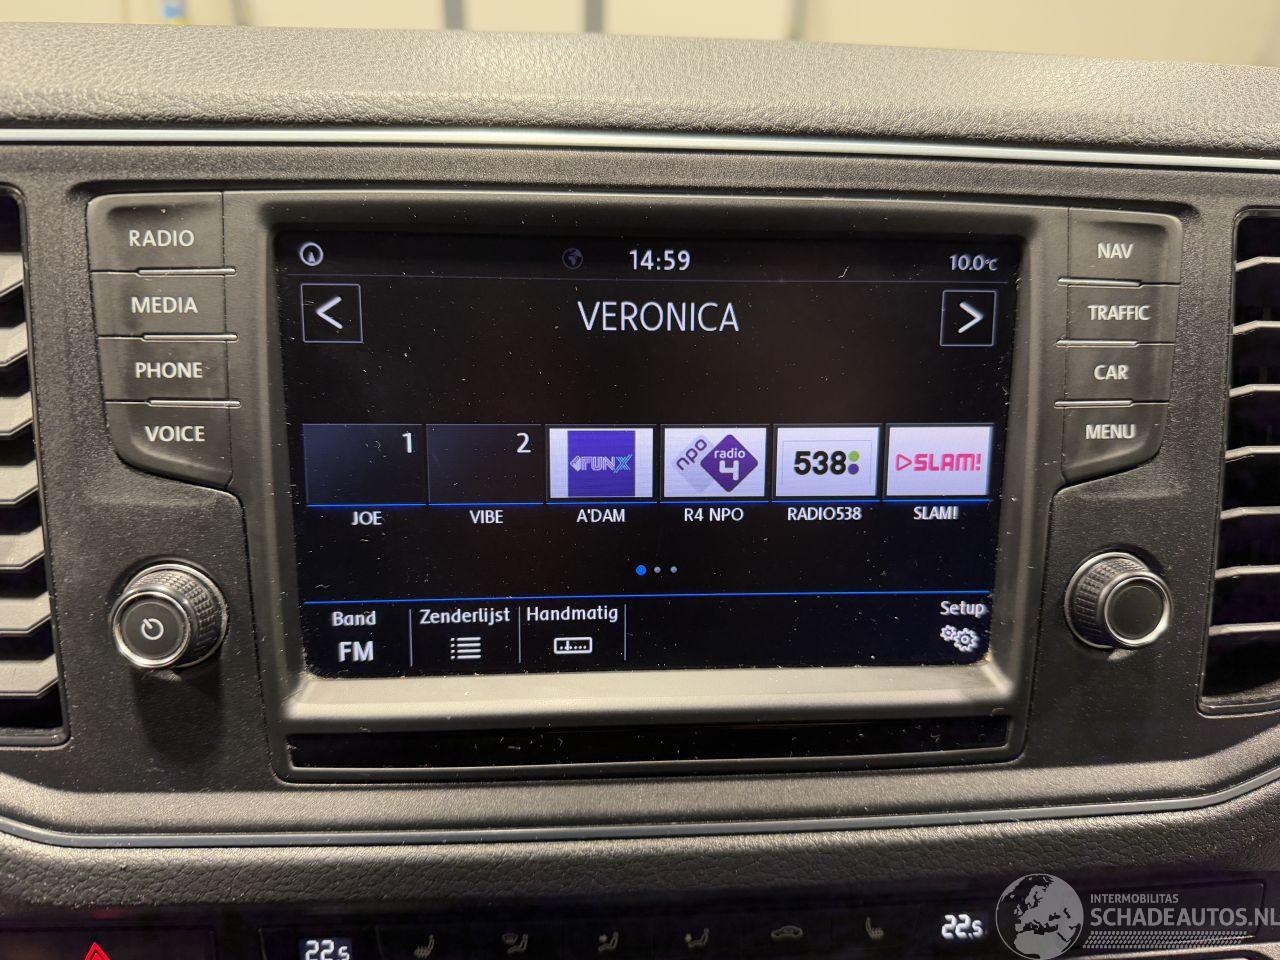 RADIO
MEDIA
PHONE
VOICE
14:59
10.0°C
<
VERONICA
>
1
2
FUNX
npo radio 4
538
SLAM!
JOE
VIBE
A'DAM
R4 NPO
RADIO538
SLAM!
Band
FM
Zenderlijst
Handmatig
Setup
NAV
TRAFFIC
CAR
MENU
22.5
22.5
INTERMOBILITAS
SCHADEAUTOS.NL